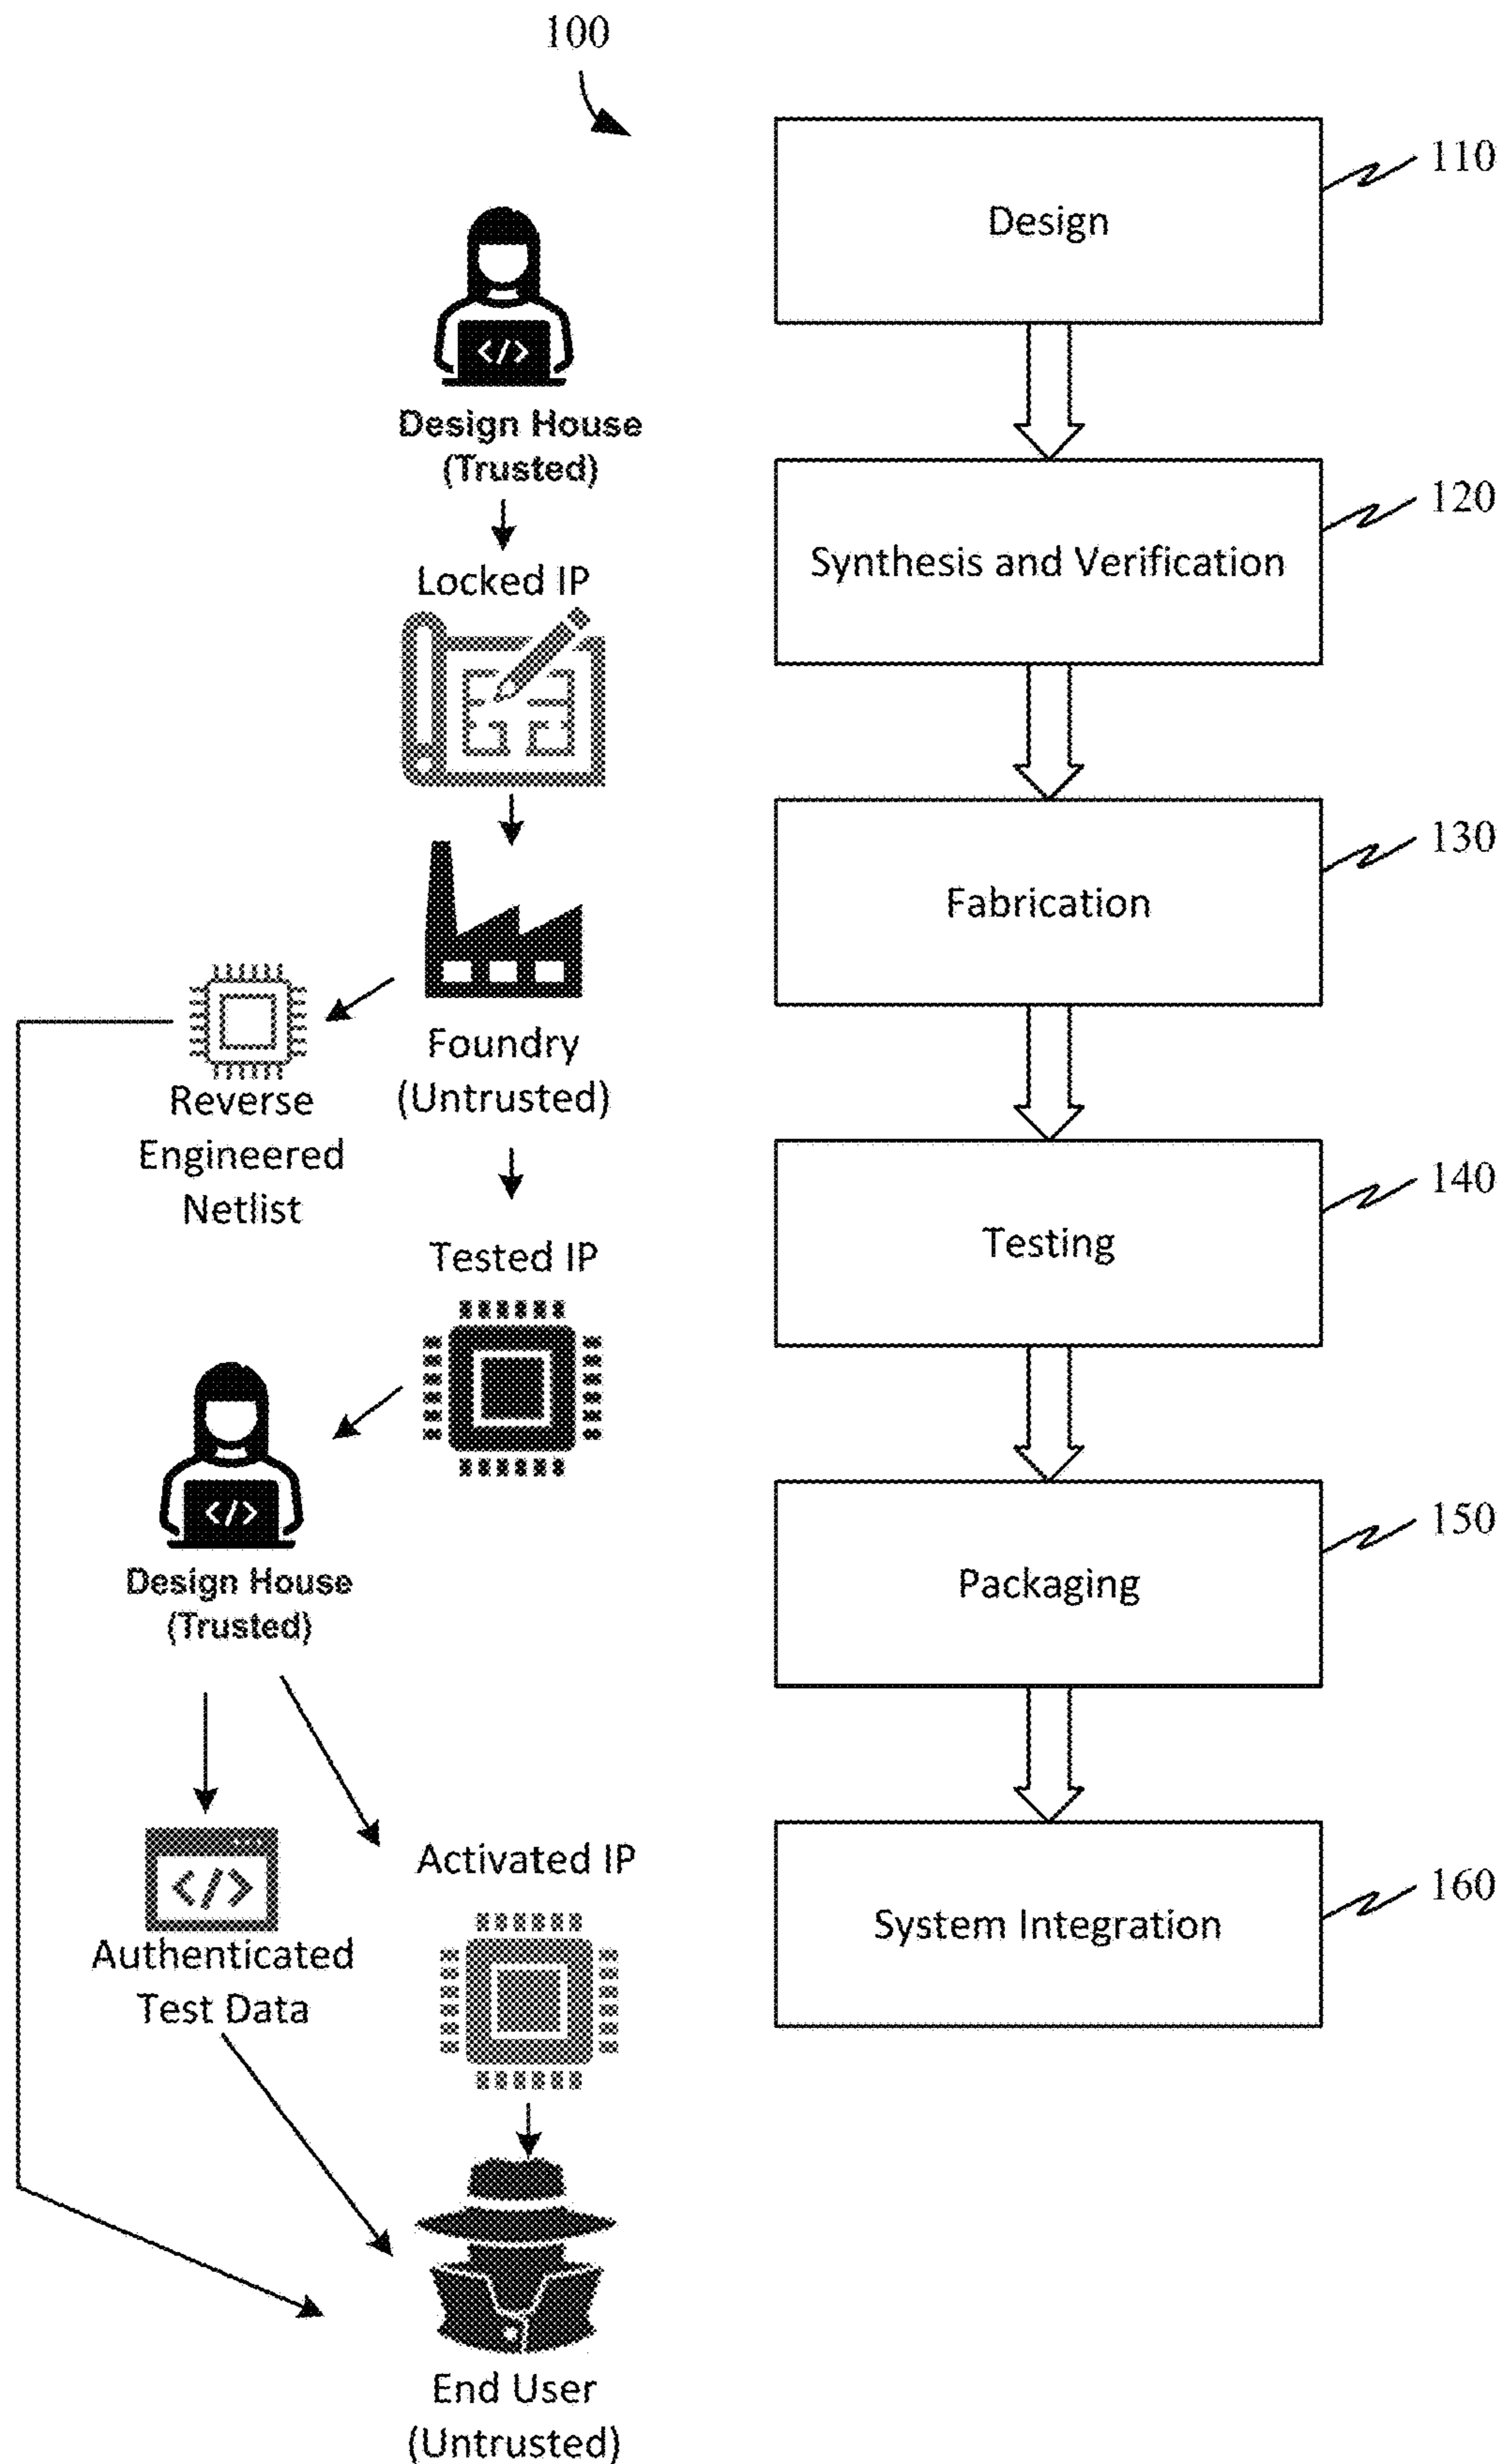 100
Design
110
</>
Design House
(Trusted)
Synthesis and Verification
120
Locked IP
Fabrication
130
Foundry
(Untrusted)
Reverse
Engineered
Netlist
Testing
140
Tested IP
</>
Design House
(Trusted)
Packaging
150
Activated IP
</>
Authenticated
Test Data
System Integration
160
End User
(Untrusted)